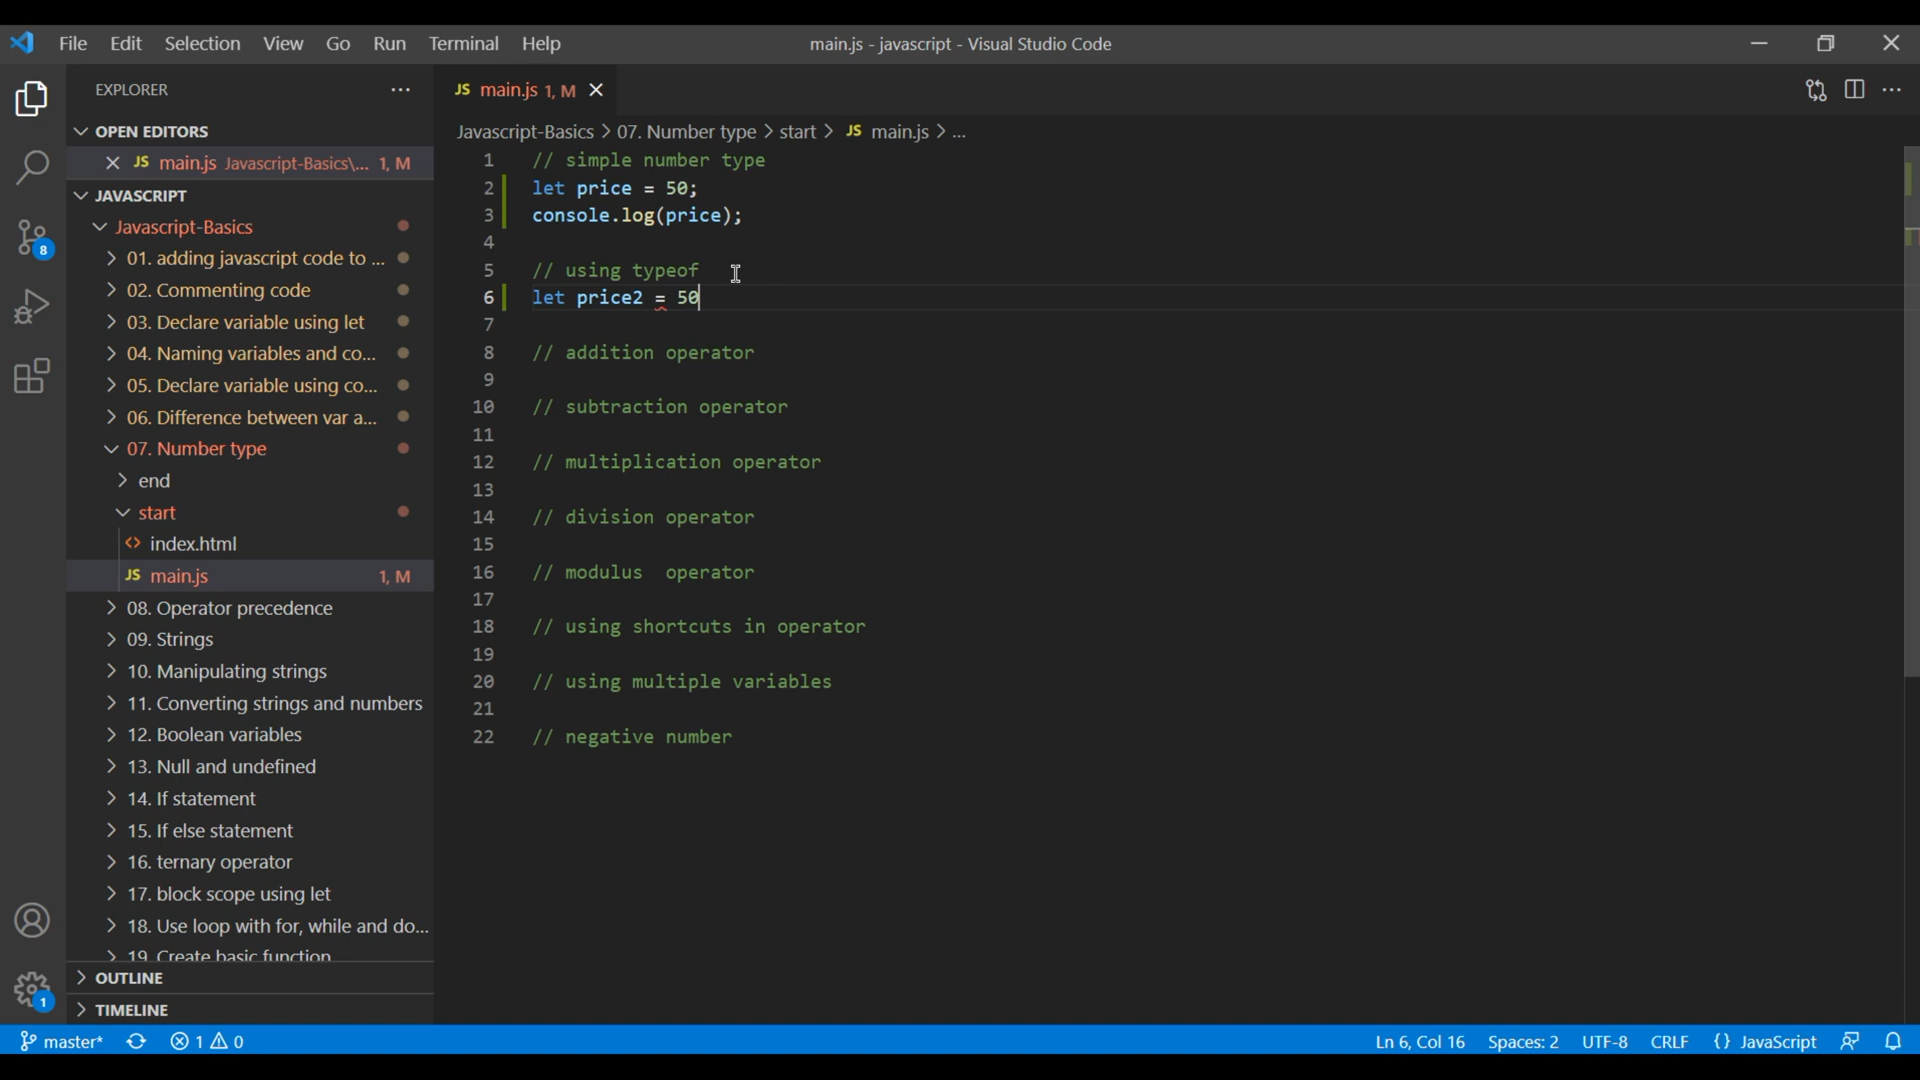 File Edit Selection View Go Run Terminal Help main.js - javascript - Visual Studio Code
EXPLORER
OPEN EDITORS
JS main.js Javascript-Basics\... 1, M
JAVASCRIPT
Javascript-Basics
01. adding javascript code to ...
02. Commenting code
03. Declare variable using let
04. Naming variables and co...
05. Declare variable using co...
06. Difference between var a...
07. Number type
end
start
index.html
JS main.js 1, M
08. Operator precedence
09. Strings
10. Manipulating strings
11. Converting strings and numbers
12. Boolean variables
13. Null and undefined
14. If statement
15. If else statement
16. ternary operator
17. block scope using let
18. Use loop with for, while and do...
19. Create basic function
OUTLINE
TIMELINE
8
1
JS main.js 1, M
Javascript-Basics > 07. Number type > start > JS main.js > ...
1 // simple number type
2 let price = 50;
3 console.log(price);
4
5 // using typeof
6 let price2 = 50
7
8 // addition operator
9
10 // subtraction operator
11
12 // multiplication operator
13
14 // division operator
15
16 // modulus  operator
17
18 // using shortcuts in operator
19
20 // using multiple variables
21
22 // negative number
master* 1 0 Ln 6, Col 16 Spaces: 2 UTF-8 CRLF {} JavaScript